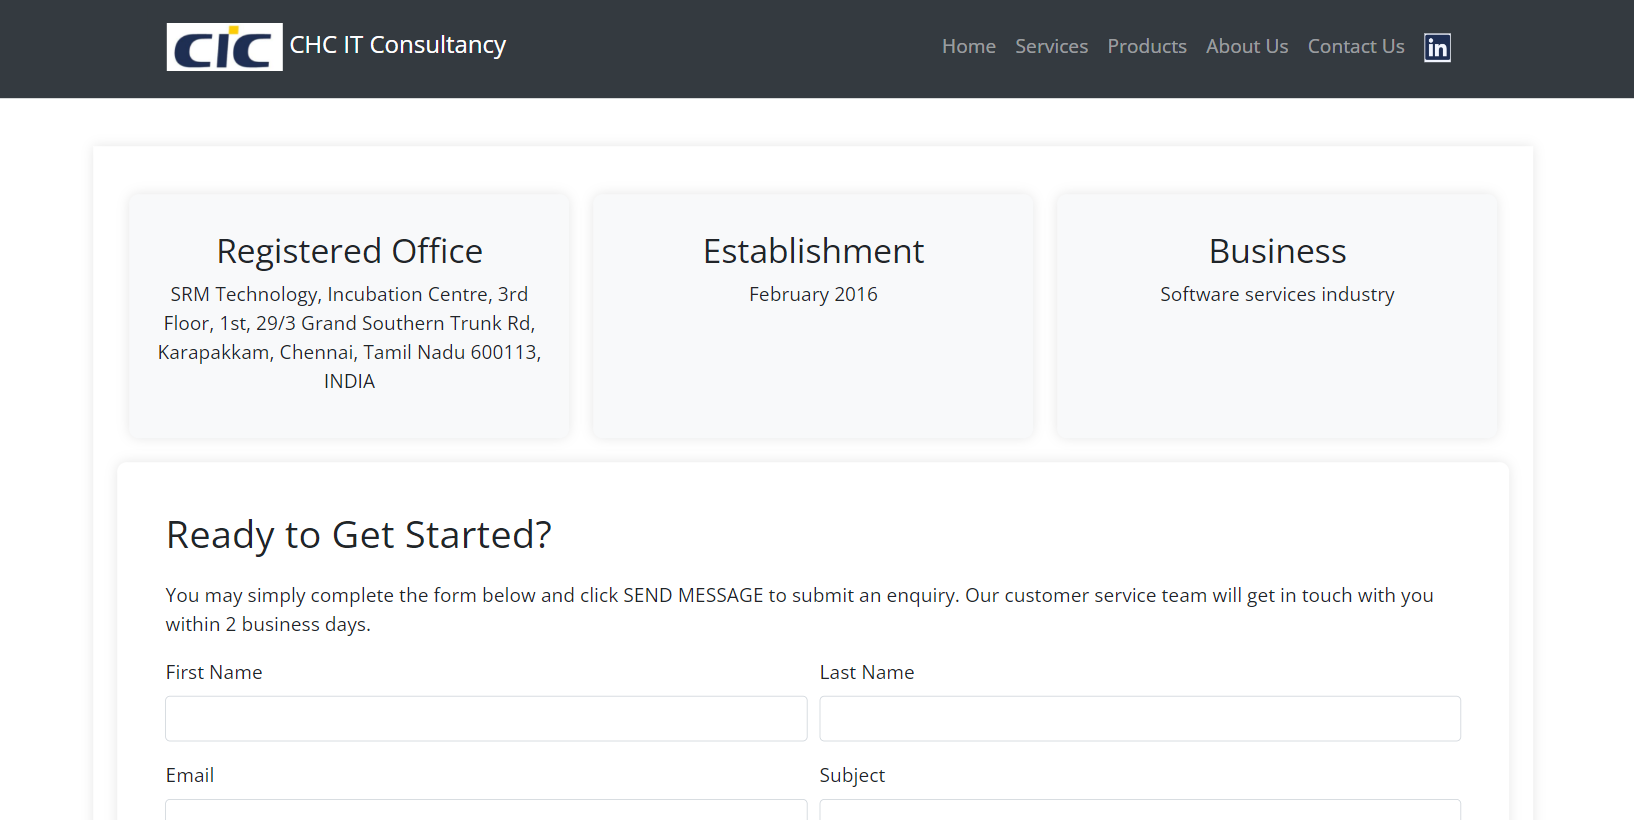 CIC CHC IT Consultancy
Home Services Products About Us Contact Us in
Registered Office
SRM Technology, Incubation Centre, 3rd
Floor, 1st, 29/3 Grand Southern Trunk Rd,
Karapakkam, Chennai, Tamil Nadu 600113,
INDIA
Establishment
February 2016
Business
Software services industry
Ready to Get Started?
You may simply complete the form below and click SEND MESSAGE to submit an enquiry. Our customer service team will get in touch with you
within 2 business days.
First Name
Last Name
Email
Subject